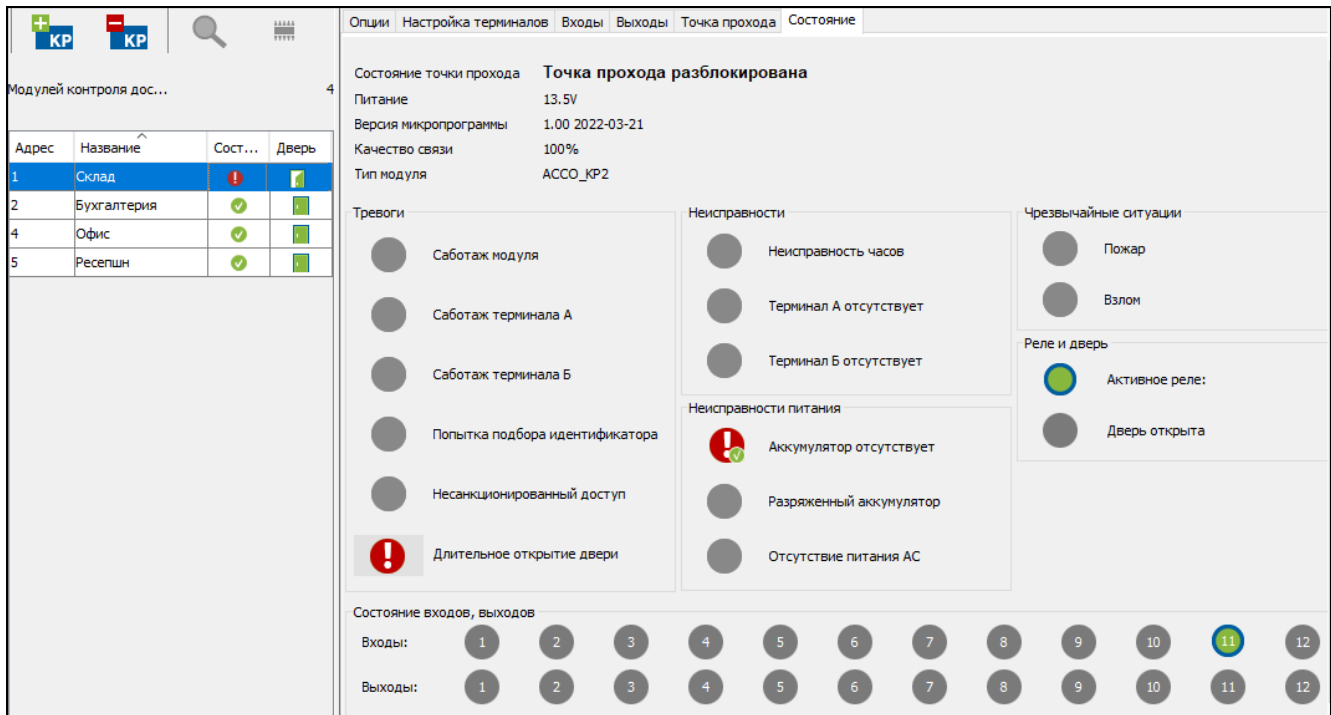 КР КР
Модулей контроля дос... 4
Адрес Название Сост... Дверь
1 Склад
2 Бухгалтерия
4 Офис
5 Ресепшн
Опции Настройка терминалов Входы Выходы Точка прохода Состояние
Состояние точки прохода Точка прохода разблокирована
Питание 13.5V
Версия микропрограммы 1.00 2022-03-21
Качество связи 100%
Тип модуля ACCO_KP2
Тревоги
Саботаж модуля
Саботаж терминала А
Саботаж терминала Б
Попытка подбора идентификатора
Несанкционированный доступ
Длительное открытие двери
Неисправности
Неисправность часов
Терминал А отсутствует
Терминал Б отсутствует
Неисправности питания
Аккумулятор отсутствует
Разряженный аккумулятор
Отсутствие питания АС
Чрезвычайные ситуации
Пожар
Взлом
Реле и дверь
Активное реле:
Дверь открыта
Состояние входов, выходов
Входы: 1 2 3 4 5 6 7 8 9 10 11 12
Выходы: 1 2 3 4 5 6 7 8 9 10 11 12